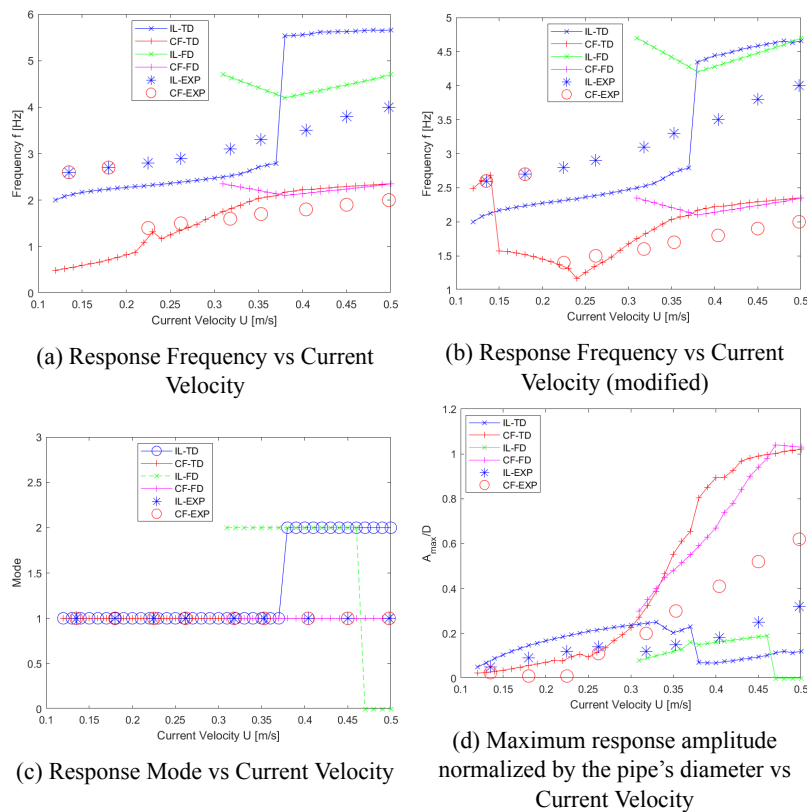 6
5
4
3
2
1
0
Frequency f [Hz]
IL-TD
CF-TD
IL-FD
CF-FD
IL-EXP
CF-EXP
0.1 0.15 0.2 0.25 0.3 0.35 0.4 0.45 0.5
Current Velocity U [m/s]
(a) Response Frequency vs Current
Velocity
5
4.5
4
3.5
3
2.5
2
1.5
1
0.5
0
Frequency f [Hz]
IL-TD
CF-TD
IL-FD
CF-FD
IL-EXP
CF-EXP
0.1 0.15 0.2 0.25 0.3 0.35 0.4 0.45 0.5
Current Velocity U [m/s]
(b) Response Frequency vs Current
Velocity (modified)
3
2.5
2
1.5
1
0.5
0
Mode
IL-TD
CF-TD
IL-FD
CF-FD
IL-EXP
CF-EXP
0.1 0.15 0.2 0.25 0.3 0.35 0.4 0.45 0.5
Current Velocity U [m/s]
(c) Response Mode vs Current Velocity
1.2
1
0.8
0.6
0.4
0.2
0
A_max/D
IL-TD
CF-TD
IL-FD
CF-FD
IL-EXP
CF-EXP
0.1 0.15 0.2 0.25 0.3 0.35 0.4 0.45 0.5
Current Velocity U [m/s]
(d) Maximum response amplitude
normalized by the pipe's diameter vs
Current Velocity